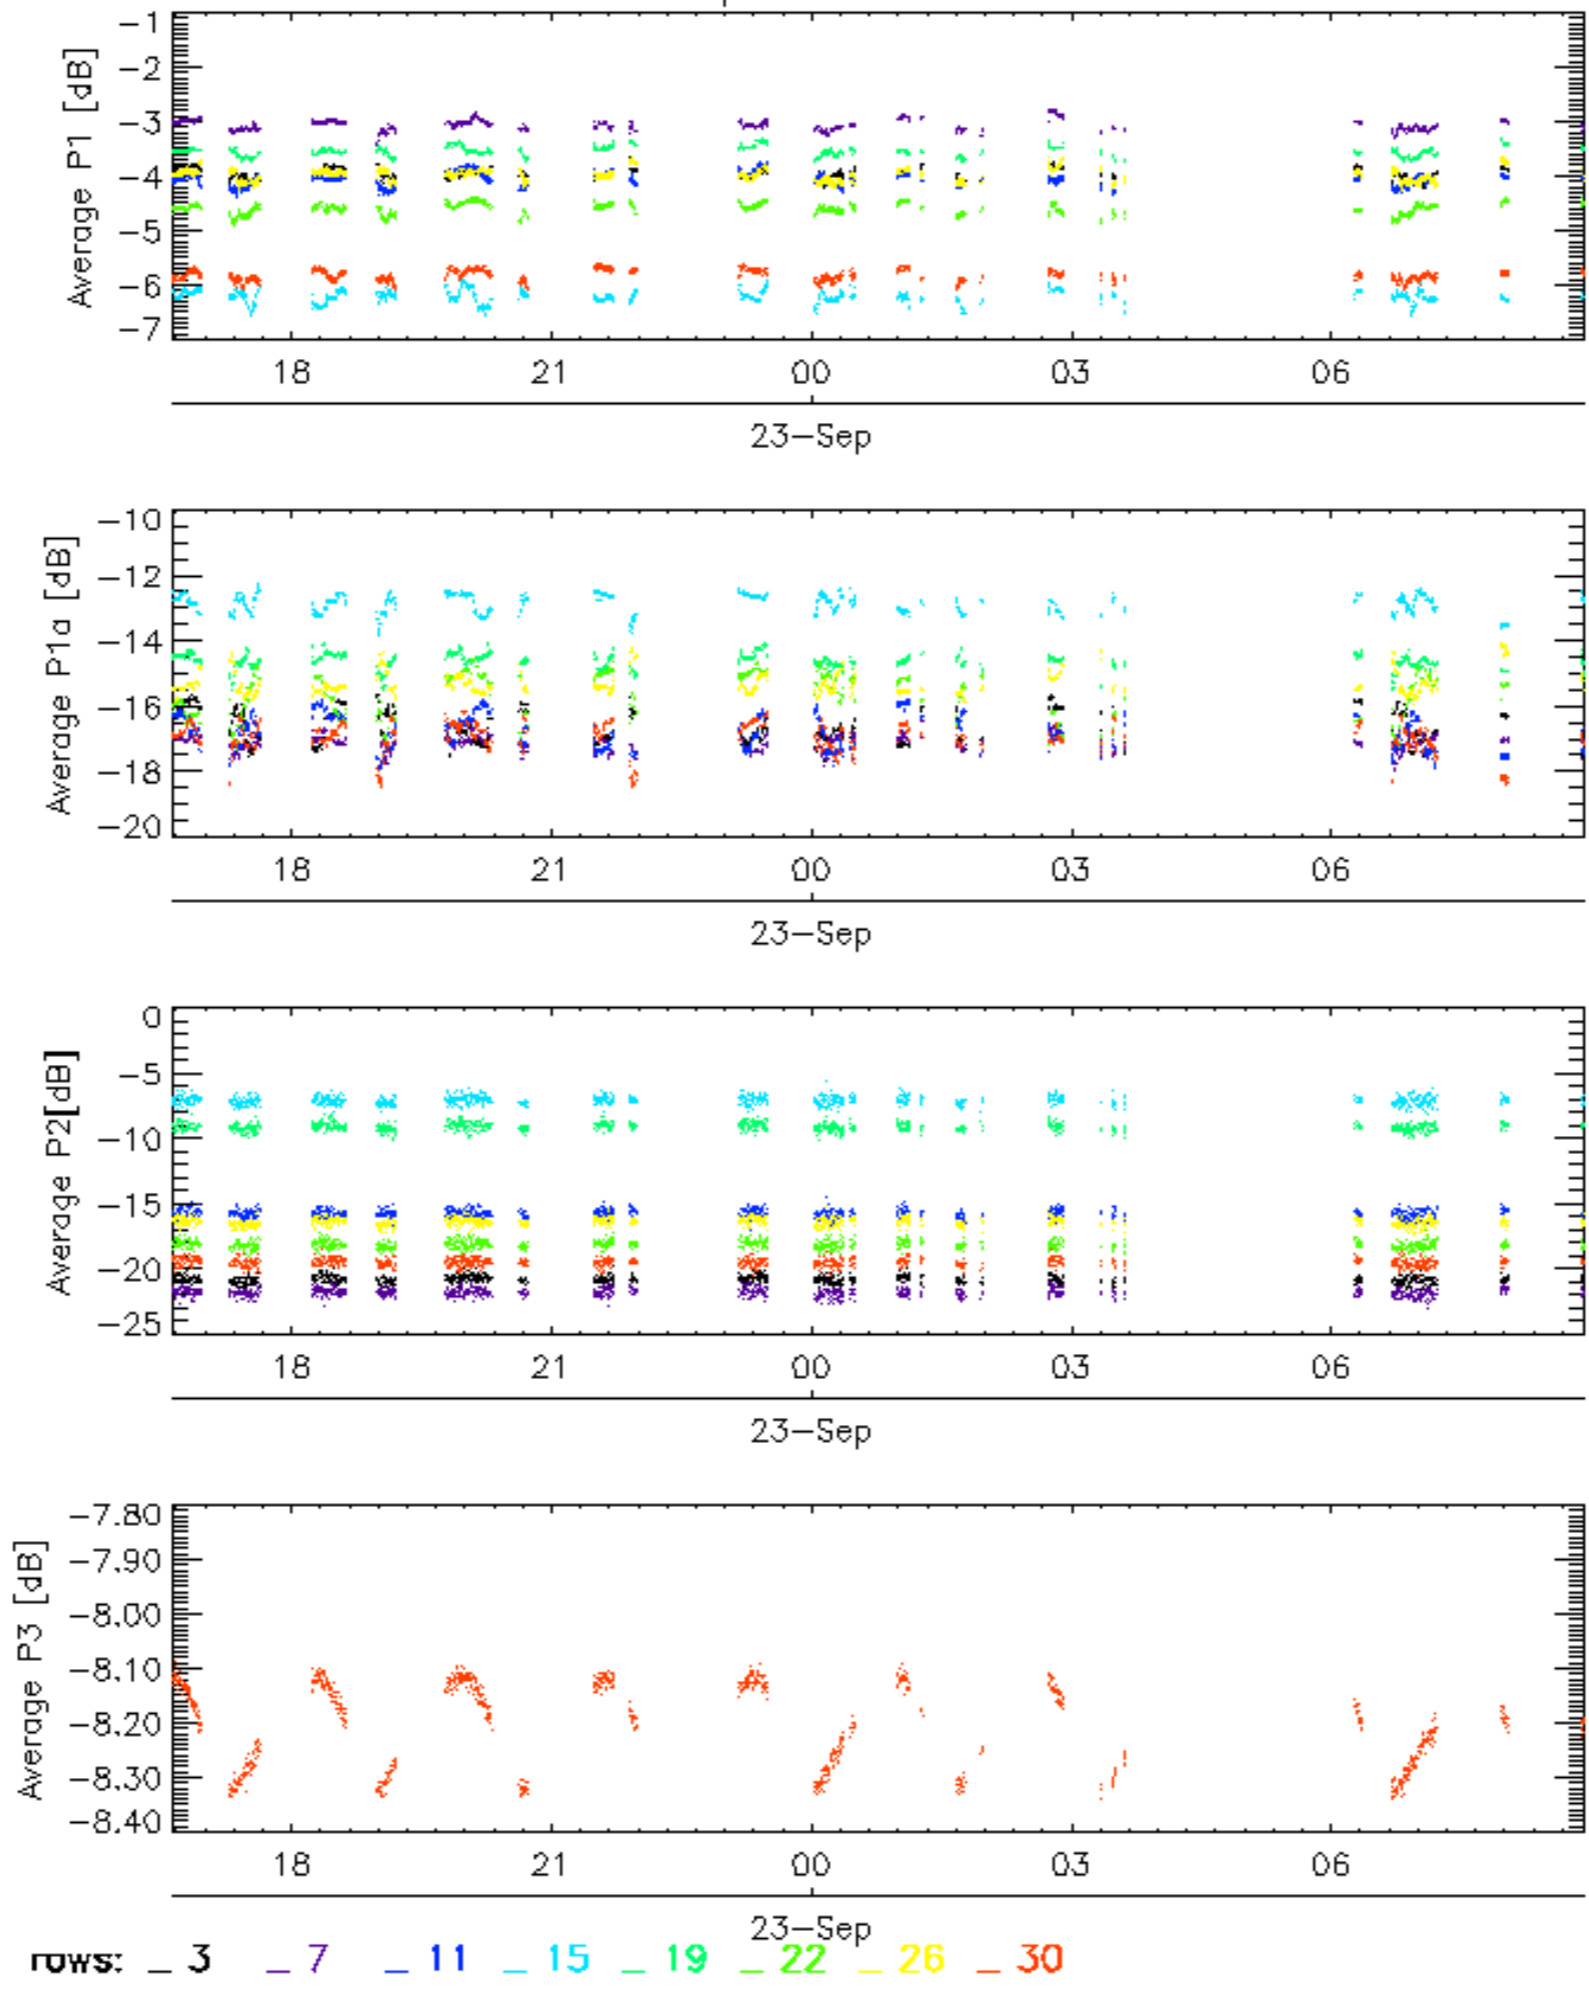 Average P1 [dB]
−1
−2
−3
−4
−5
−6
−7
18 21 00 03 06
23−Sep
Average P1a [dB]
−10
−12
−14
−16
−18
−20
18 21 00 03 06
23−Sep
Average P2[dB]
0
−5
−10
−15
−20
−25
18 21 00 03 06
23−Sep
Average P3 [dB]
−7.80
−7.90
−8.00
−8.10
−8.20
−8.30
−8.40
18 21 00 03 06
23−Sep
rows: _ 3 _ 7 _ 11 _ 15 _ 19 _ 22 _ 26 _ 30